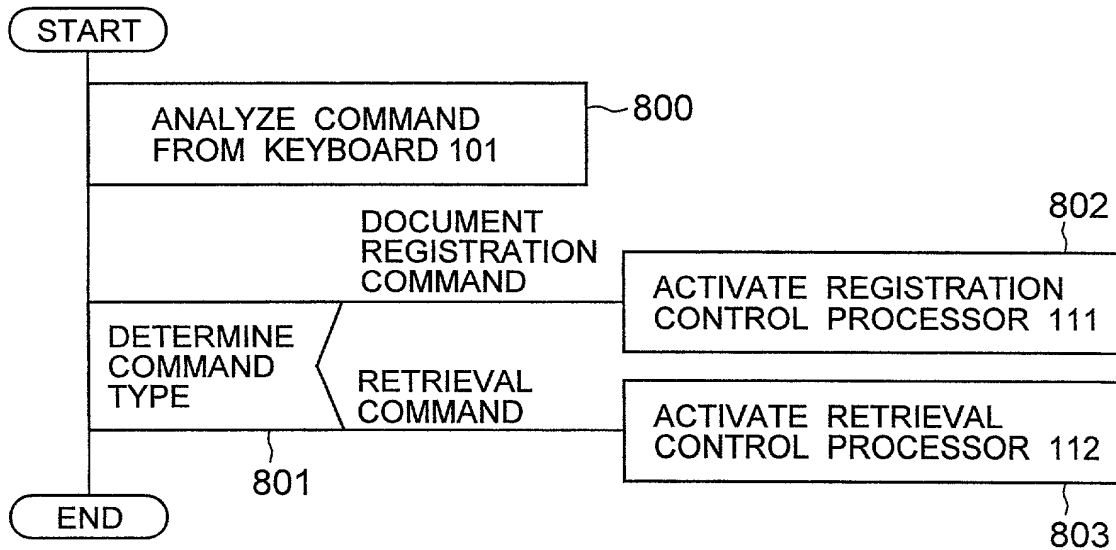 START
ANALYZE COMMAND
FROM KEYBOARD 101
800
DOCUMENT
REGISTRATION
COMMAND
802
ACTIVATE REGISTRATION
CONTROL PROCESSOR 111
DETERMINE
COMMAND
TYPE
RETRIEVAL
COMMAND
ACTIVATE RETRIEVAL
CONTROL PROCESSOR 112
801
803
END